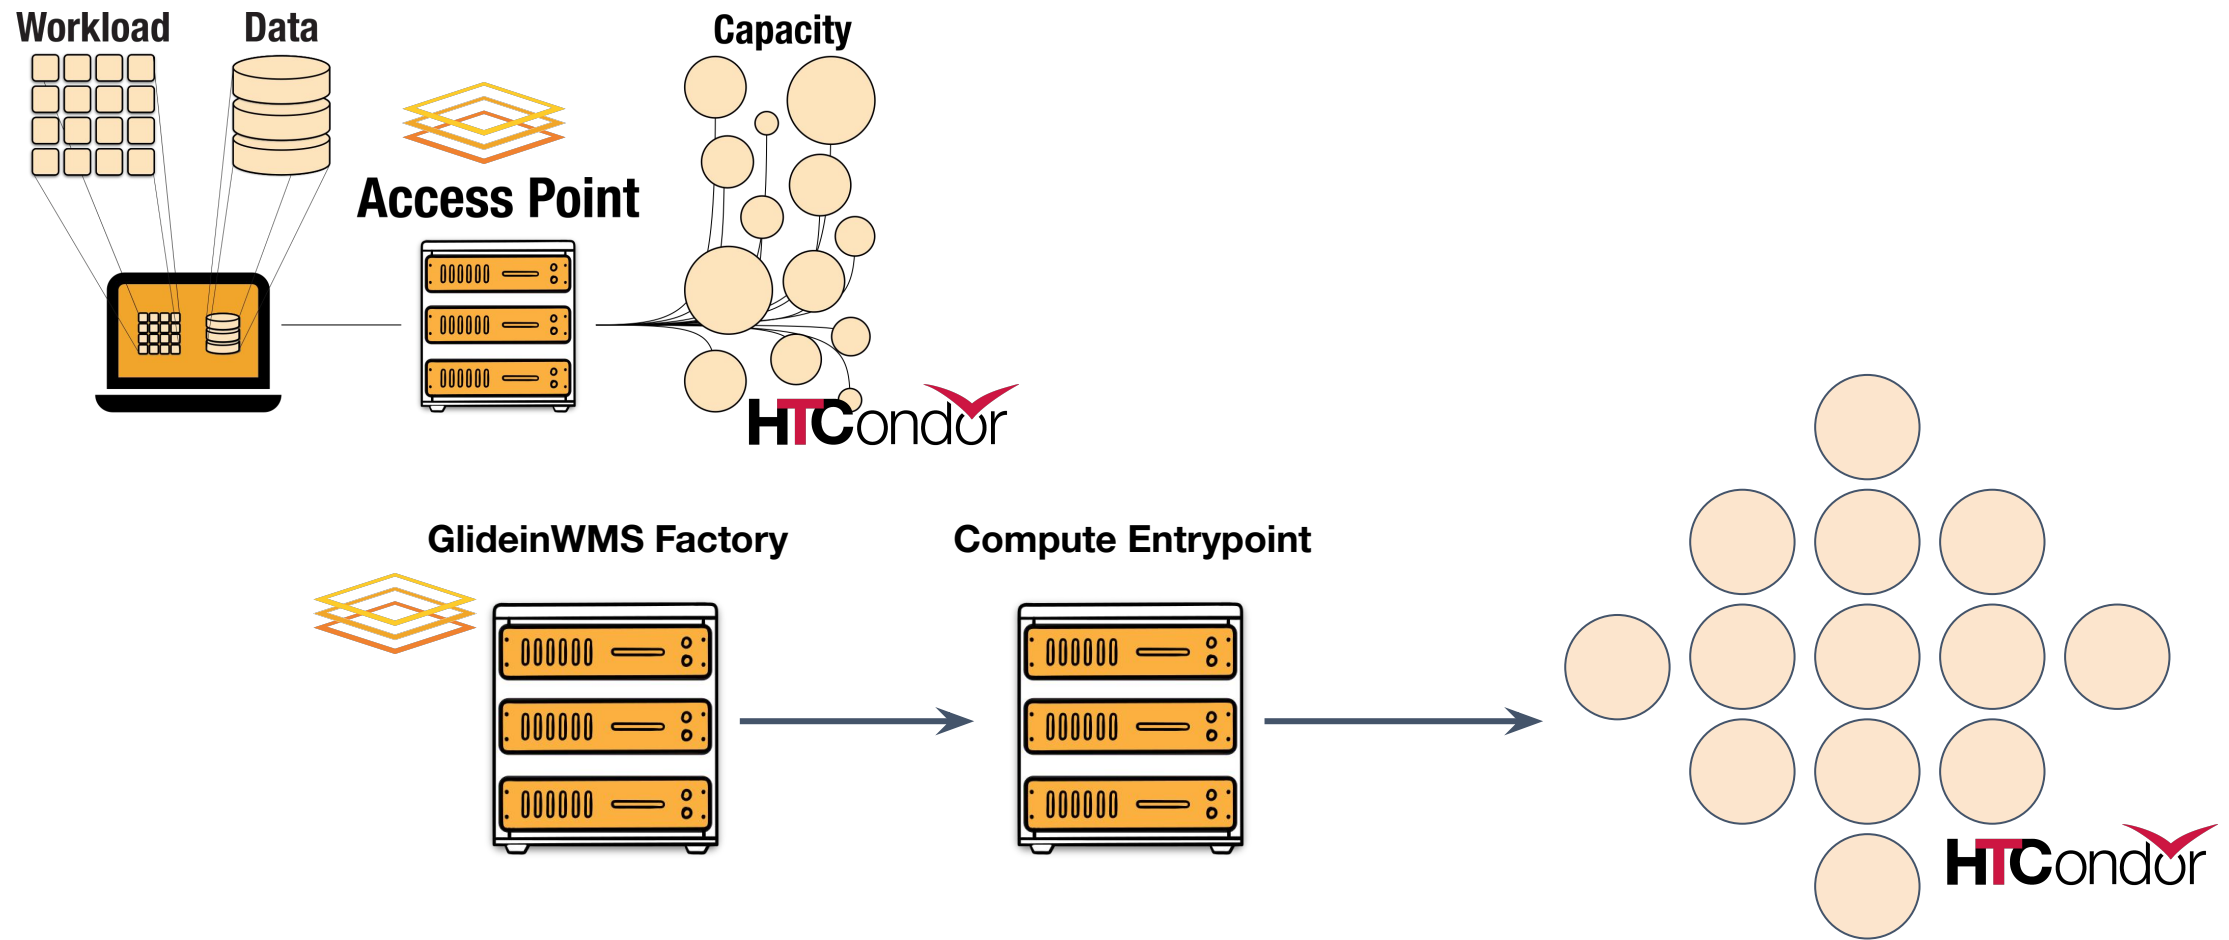 Workload
Data
Capacity
Access Point
HTCondor
GlideinWMS Factory
Compute Entrypoint
HTCondor